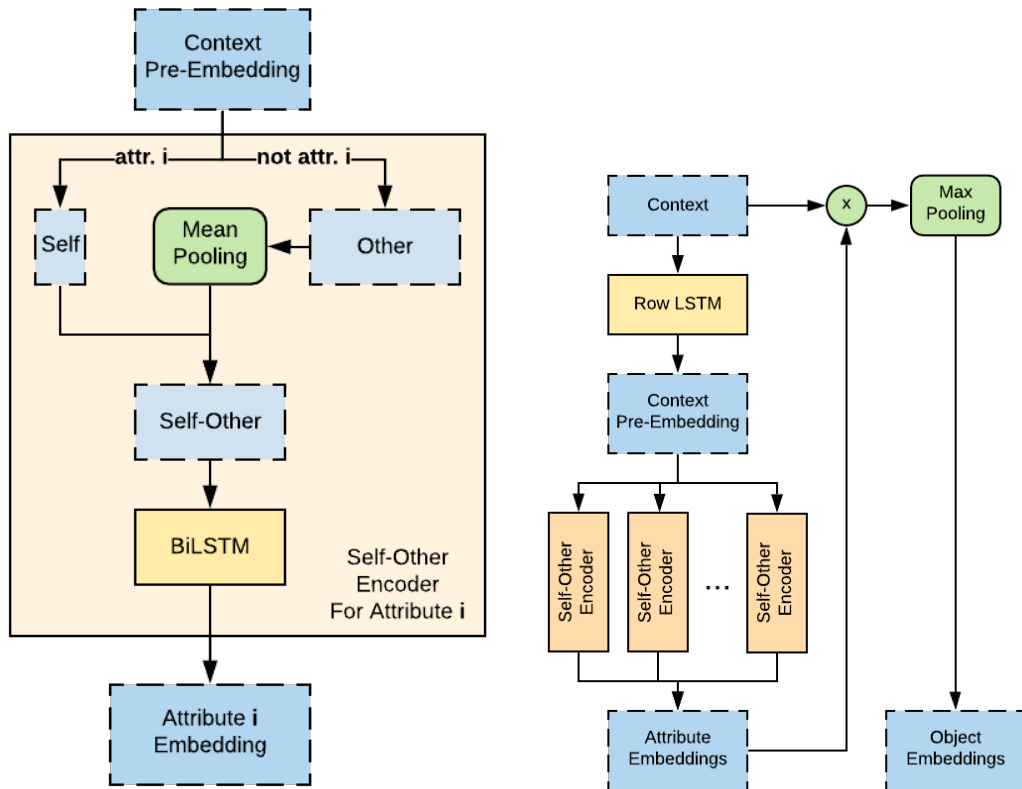 Context
Pre-Embedding
attr. i
not attr. i
Self
Mean
Pooling
Other
Self-Other
BiLSTM
Self-Other
Encoder
For Attribute i
Attribute i
Embedding
Context
x
Max
Pooling
Row LSTM
Context
Pre-Embedding
Self-Other
Encoder
Self-Other
Encoder
...
Self-Other
Encoder
Attribute
Embeddings
Object
Embeddings